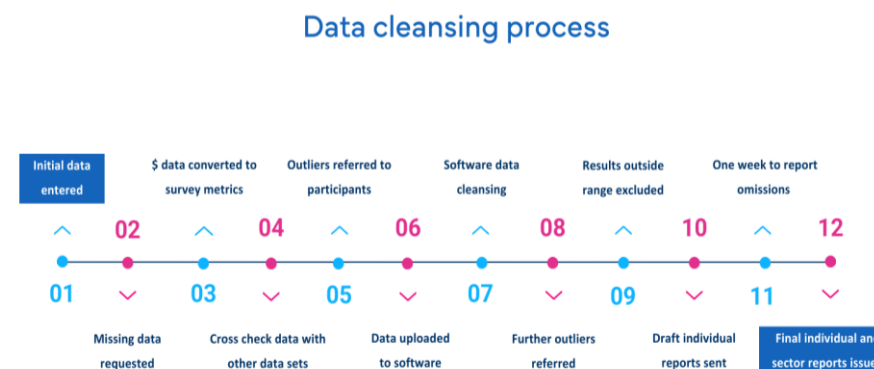 Data cleansing process
Initial data
entered
$ data converted to
survey metrics
Outliers referred to
participants
Software data
cleansing
Results outside
range excluded
One week to report
omissions
02
04
06
08
10
12
01
03
05
07
09
11
Missing data
requested
Cross check data with
other data sets
Data uploaded
to software
Further outliers
referred
Draft individual
reports sent
Final individual an
sector reports issue